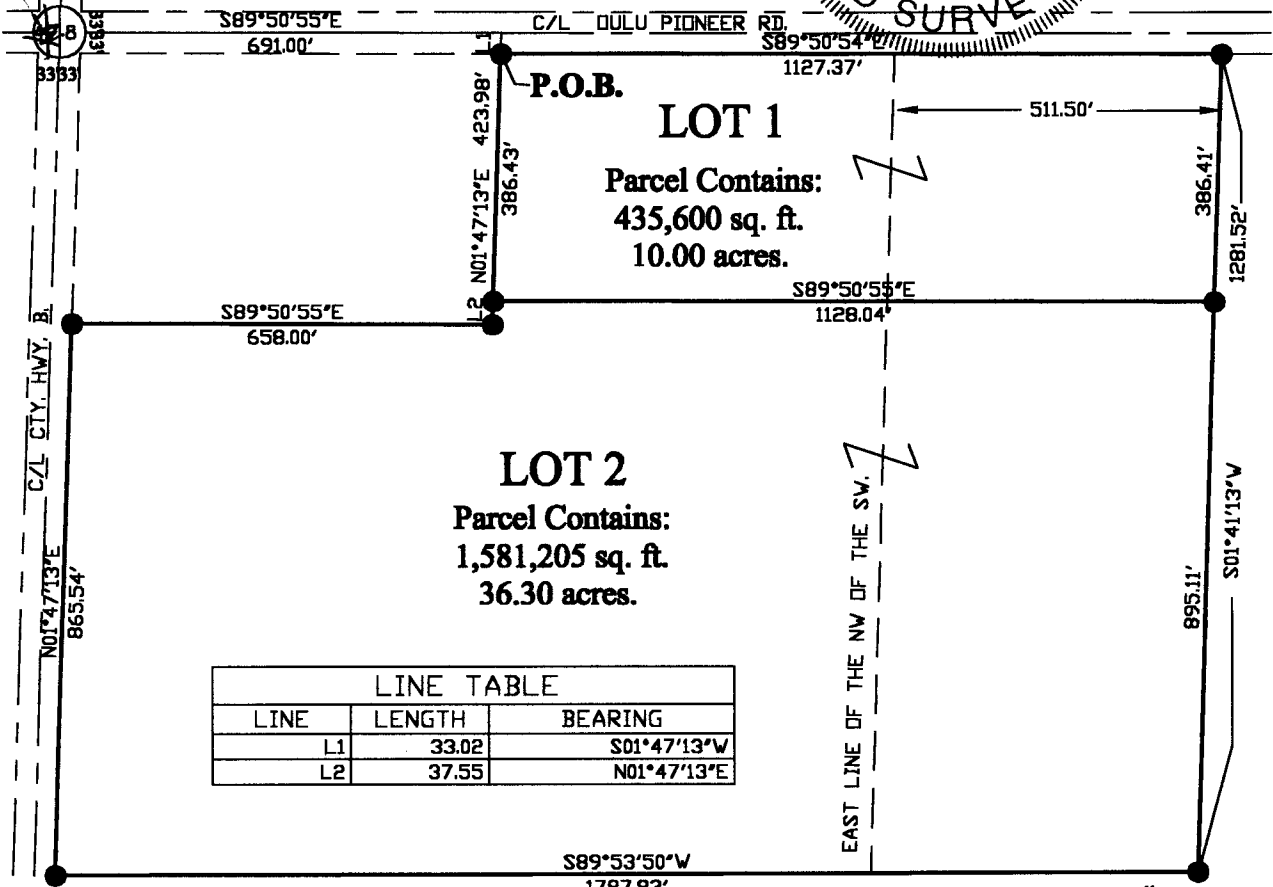 S89°50'55"E
691.00'
C/L OULU PIONEER RD.
SURVE
S89°50'54"E
1127.37'
33 33
33 33
L1
P.O.B.
N01°47'13"E 423.98'
386.43'
LOT 1
Parcel Contains:
435,600 sq. ft.
10.00 acres.
511.50'
386.41'
1281.52'
L2
S89°50'55"E
1128.04'
S89°50'55"E
658.00'
C/L CTY. HWY. B.
N01°47'13"E
865.54'
LOT 2
Parcel Contains:
1,581,205 sq. ft.
36.30 acres.
EAST LINE OF THE NW OF THE SW.
895.11'
S01°41'13"W
LINE TABLE
LINE LENGTH BEARING
L1 33.02 S01°47'13"W
L2 37.55 N01°47'13"E
S89°53'50"W